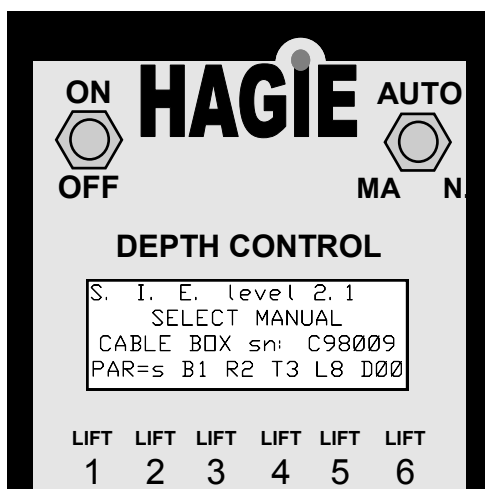 HAGIE
ON
AUTO
OFF
MA N.
DEPTH CONTROL
S. I. E. level 2.1
SELECT MANUAL
CABLE BOX sn: C98009
PAR=s B1 R2 T3 L8 D00
LIFT LIFT LIFT LIFT LIFT LIFT
1 2 3 4 5 6